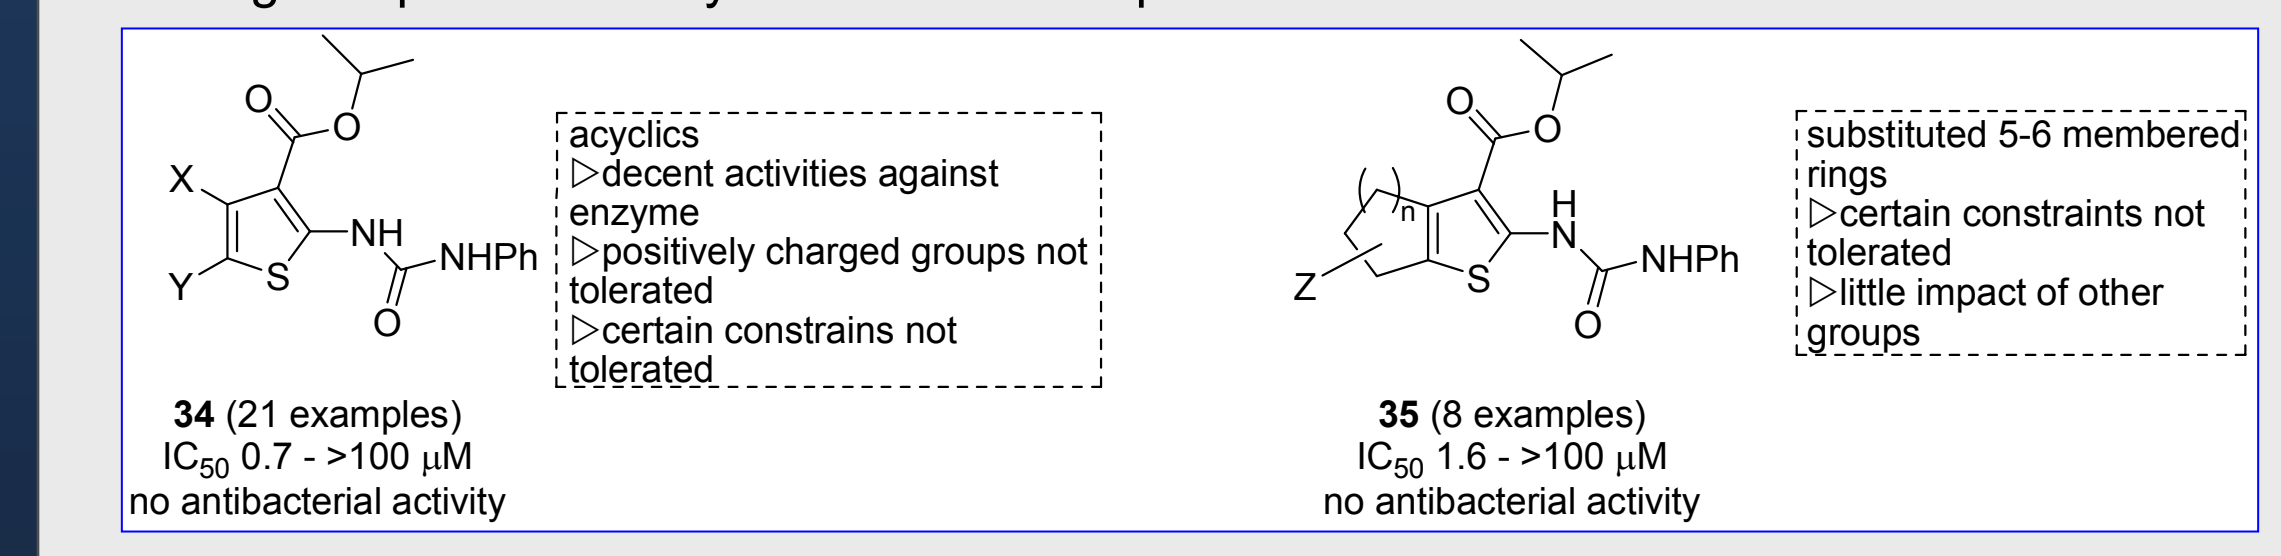 O
O
X
NH
NHPh
Y
S
O
acyclics
▷decent activities against
enzyme
▷positively charged groups not
tolerated
▷certain constrains not
tolerated
34 (21 examples)
IC50 0.7 - >100 μM
no antibacterial activity
O
O
( )n
H
N
NHPh
Z
S
O
substituted 5-6 membered
rings
▷certain constraints not
tolerated
▷little impact of other
groups
35 (8 examples)
IC50 1.6 - >100 μM
no antibacterial activity